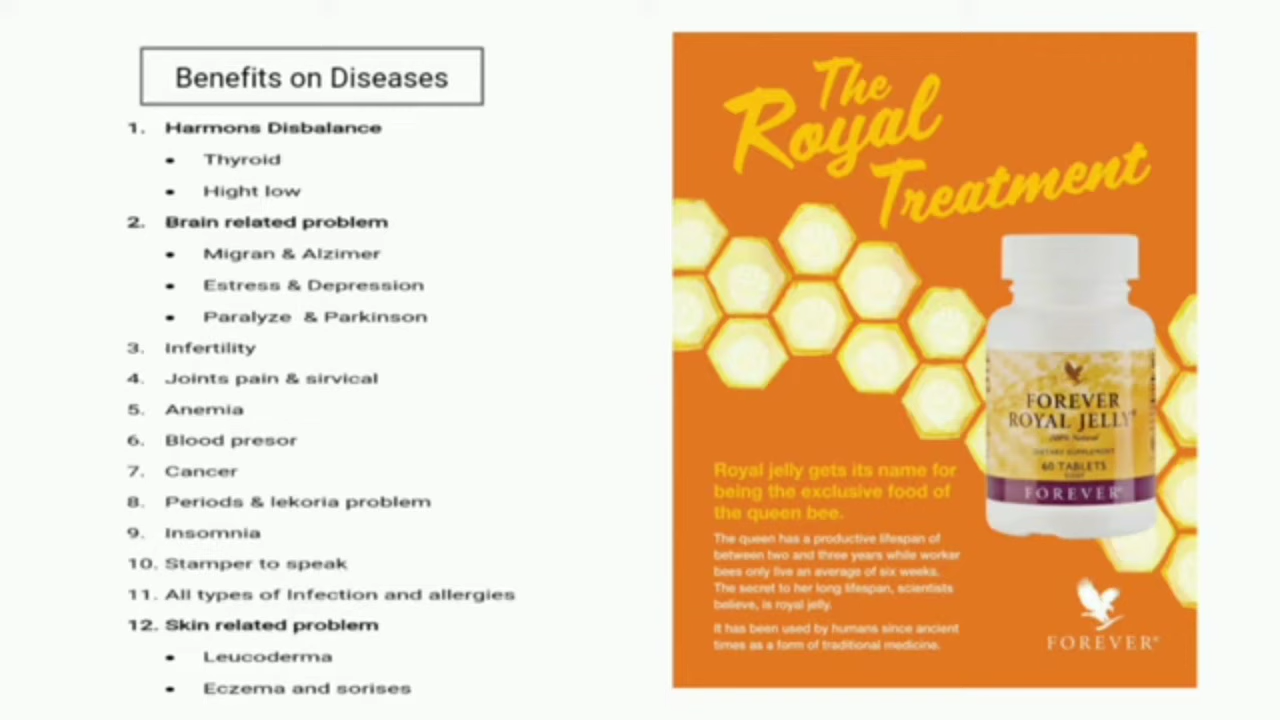 Benefits on Diseases
1. Harmons Disbalance
• Thyroid
• Hight low
2. Brain related problem
• Migran & Alzimer
• Estress & Depression
• Paralyze & Parkinson
3. Infertility
4. Joints pain & sirvical
5. Anemia
6. Blood presor
7. Cancer
8. Periods & lekoria problem
9. Insomnia
10. Stamper to speak
11. All types of Infection and allergies
12. Skin related problem
• Leucoderma
• Eczema and sorises
The
Royal
Treatment
FOREVER
ROYAL JELLY®
100% Natural
DIETARY SUPPLEMENT
60 TABLETS
FOREVER®
Royal jelly gets its name for
being the exclusive food of
the queen bee.
The queen has a productive lifespan of
between two and three years while worker
bees only live an average of six weeks.
The secret to her long lifespan, scientists
believe, is royal jelly.
It has been used by humans since ancient
times as a form of traditional medicine.
FOREVER®